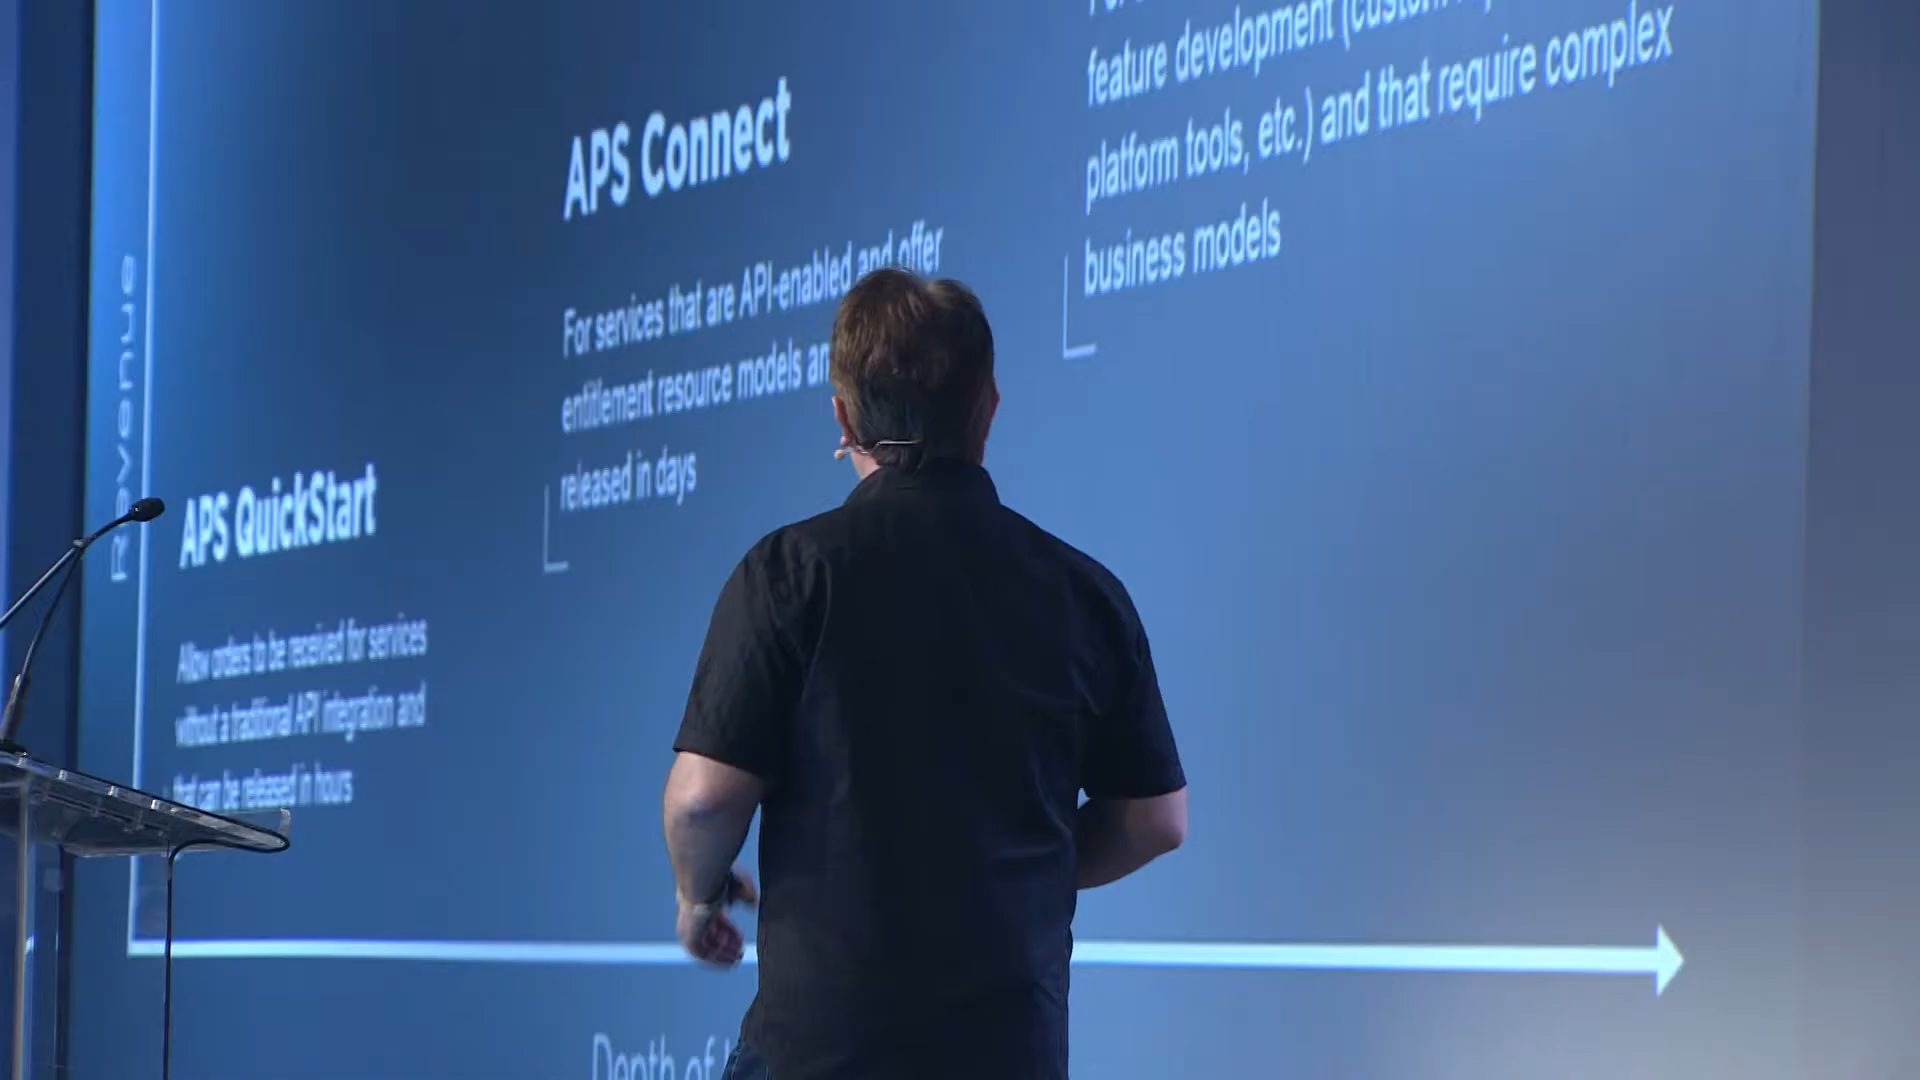 Revenue
APS QuickStart
Allow orders to be received for services
without a traditional API integration and
that can be released in hours
APS Connect
For services that are API-enabled and offer
entitlement resource models
released in days
feature development
platform tools, etc.) and that require complex
business models
Depth of